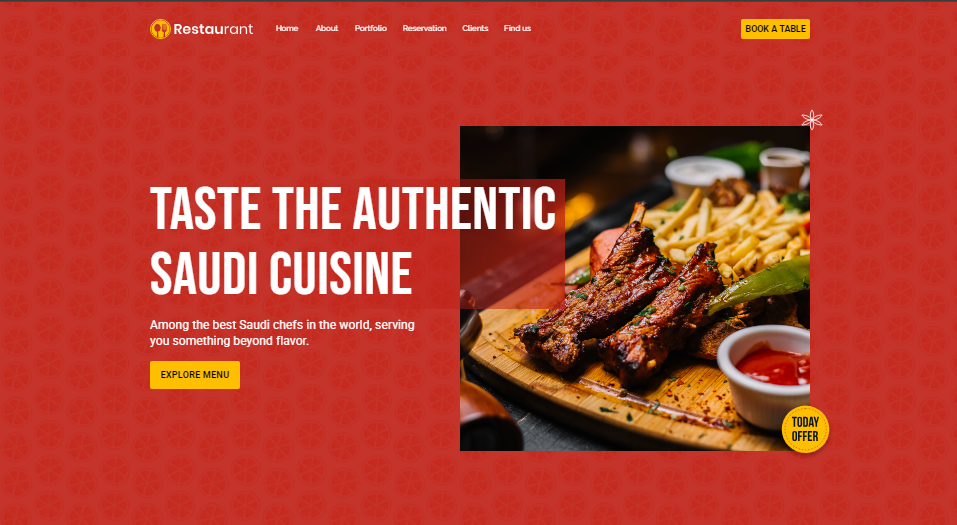 Restaurant
Home About Portfolio Reservation Clients Find us
BOOK A TABLE
TASTE THE AUTHENTIC
SAUDI CUISINE
Among the best Saudi chefs in the world, serving
you something beyond flavor.
EXPLORE MENU
TODAY
OFFER